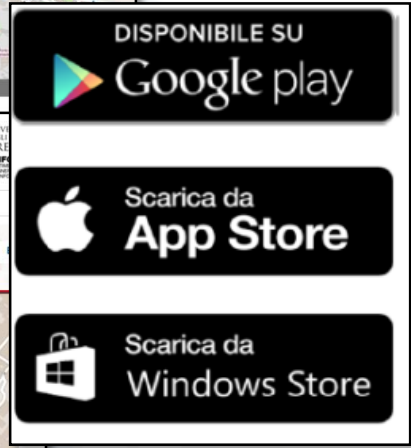 DISPONIBILE SU
Google play
Scarica da
App Store
Scarica da
Windows Store